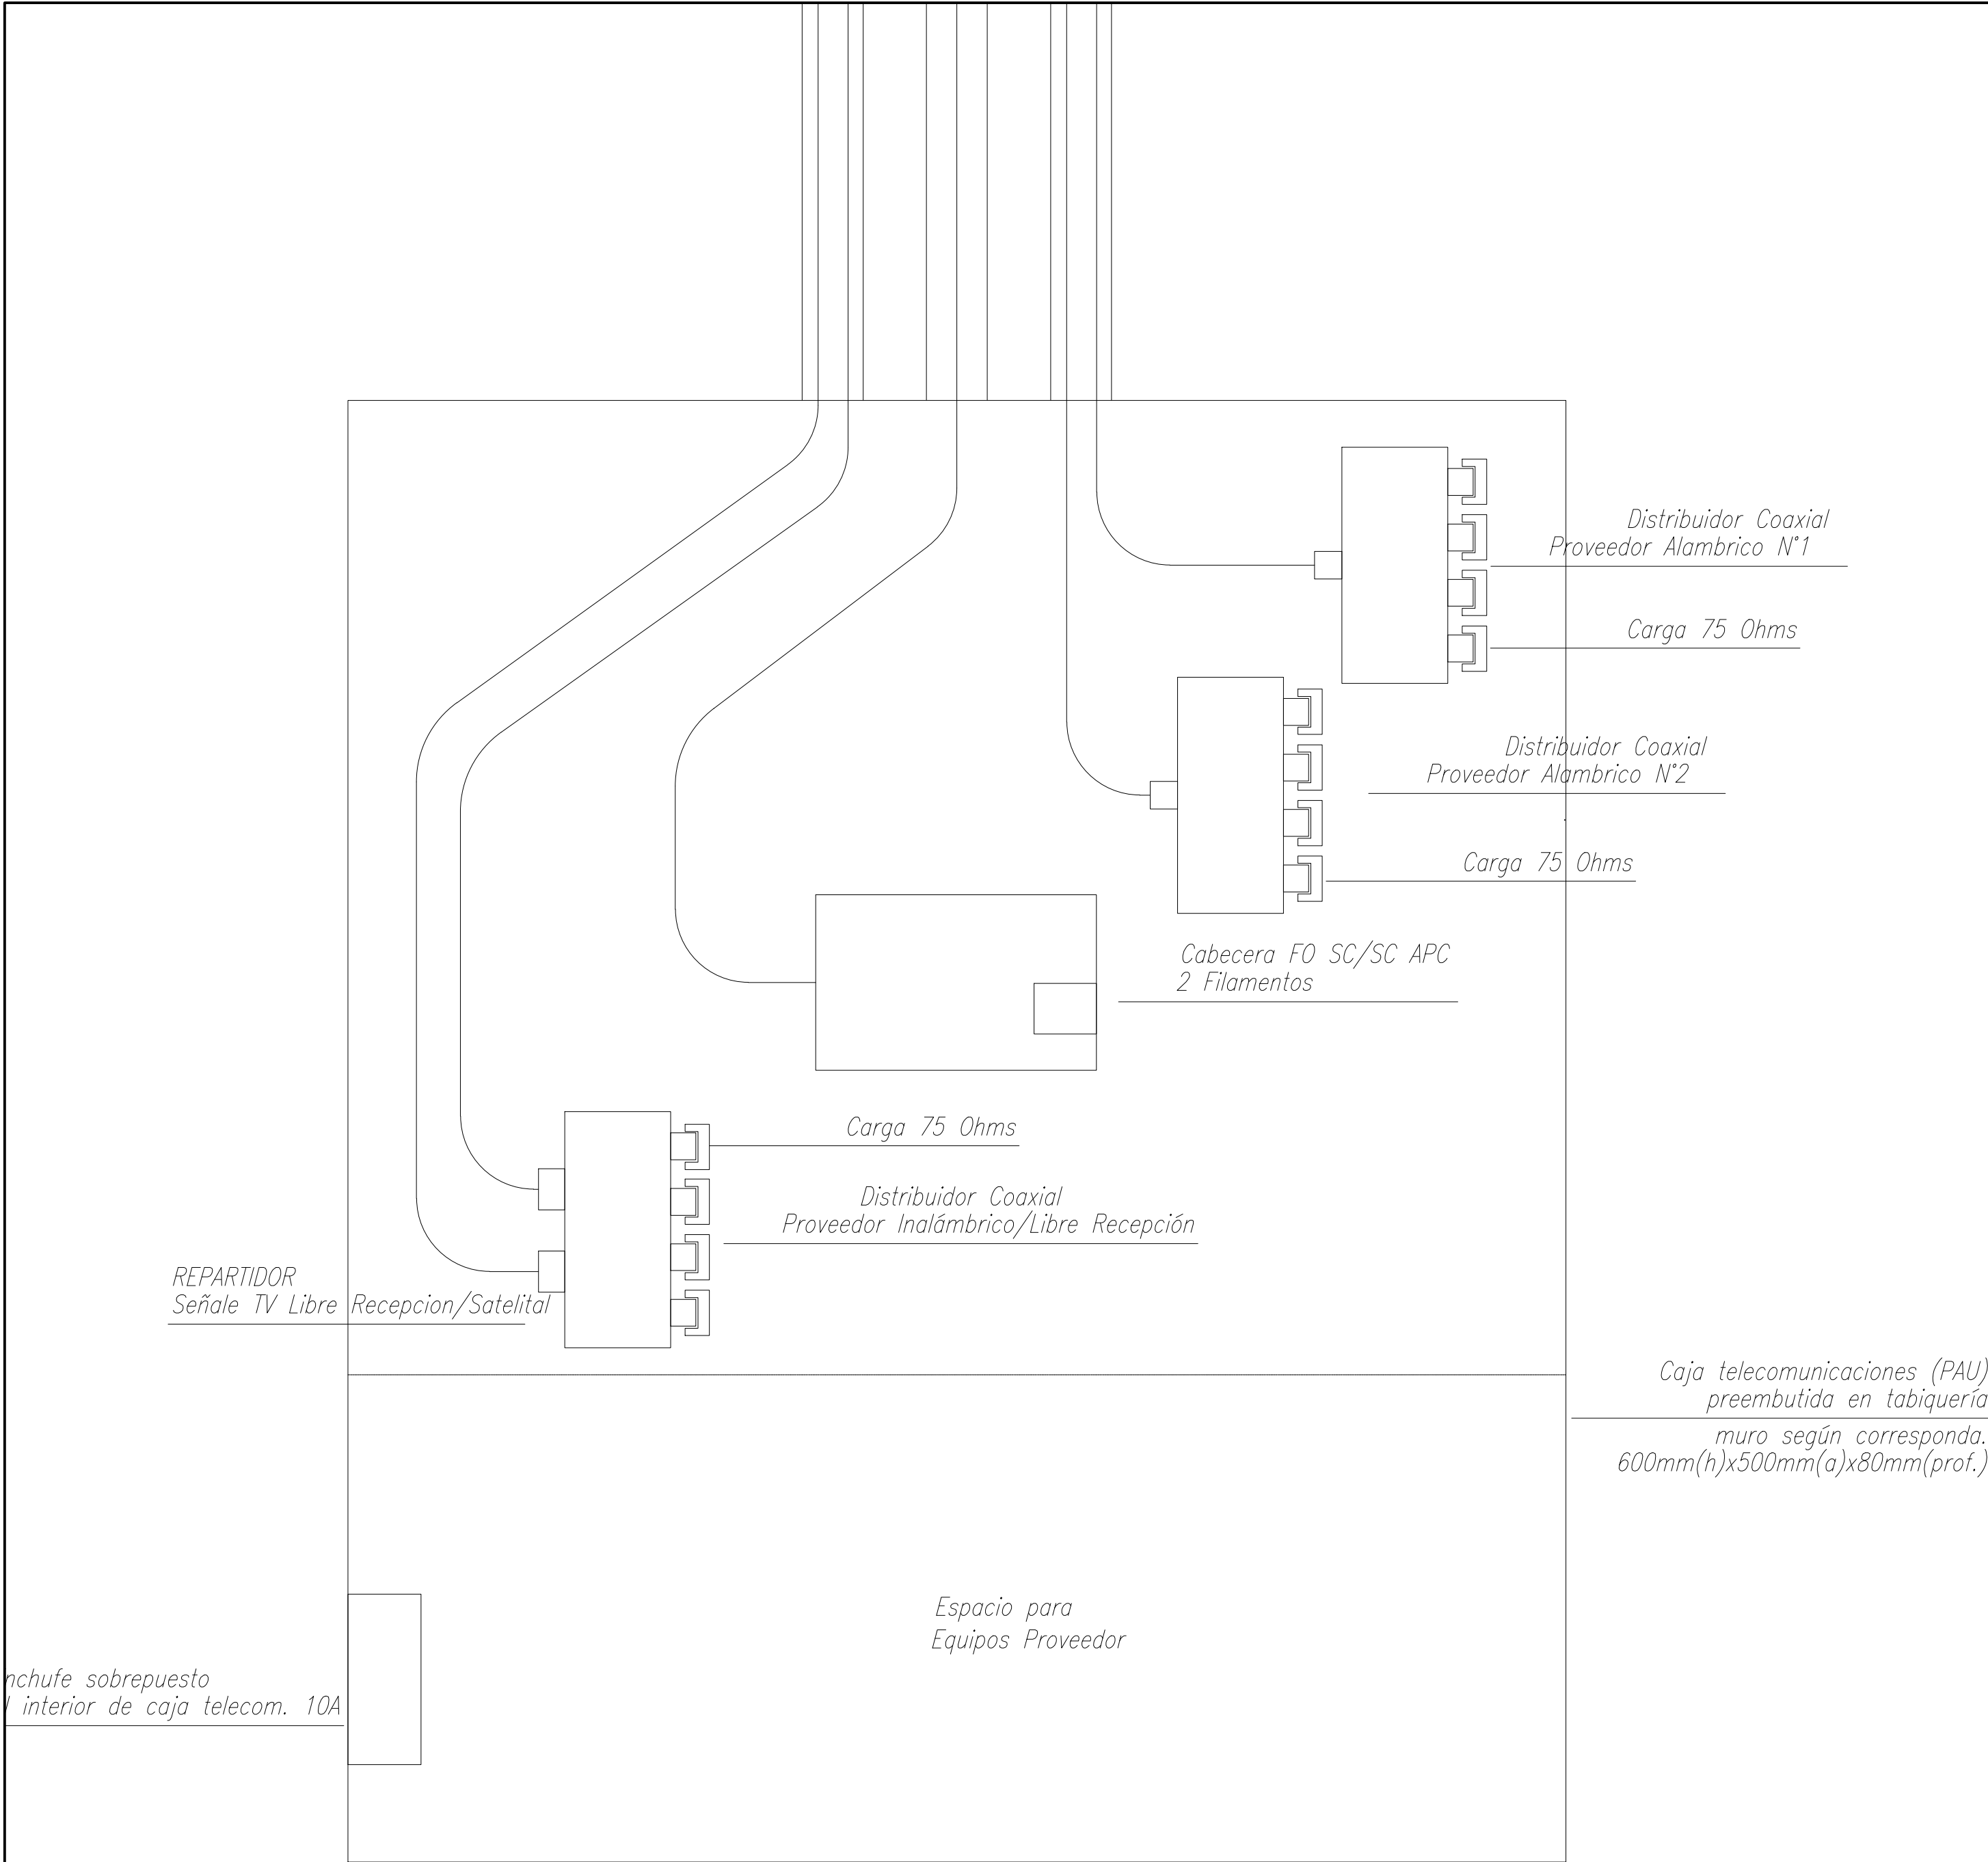 Distribuidor Coaxial
Proveedor Alambrico N°1
Carga 75 Ohms
Distribuidor Coaxial
Proveedor Alambrico N°2
Carga 75 Ohms
Cabecera FO SC/SC APC
2 Filamentos
Carga 75 Ohms
Distribuidor Coaxial
Proveedor Inalámbrico/Libre Recepción
REPARTIDOR
Señale TV Libre Recepcion/Satelital
Caja telecomunicaciones (PAU)
preembutida en tabiquería
muro según corresponda.
600mm(h)x500mm(a)x80mm(prof.)
Espacio para
Equipos Proveedor
nchufe sobrepuesto
l interior de caja telecom. 10A